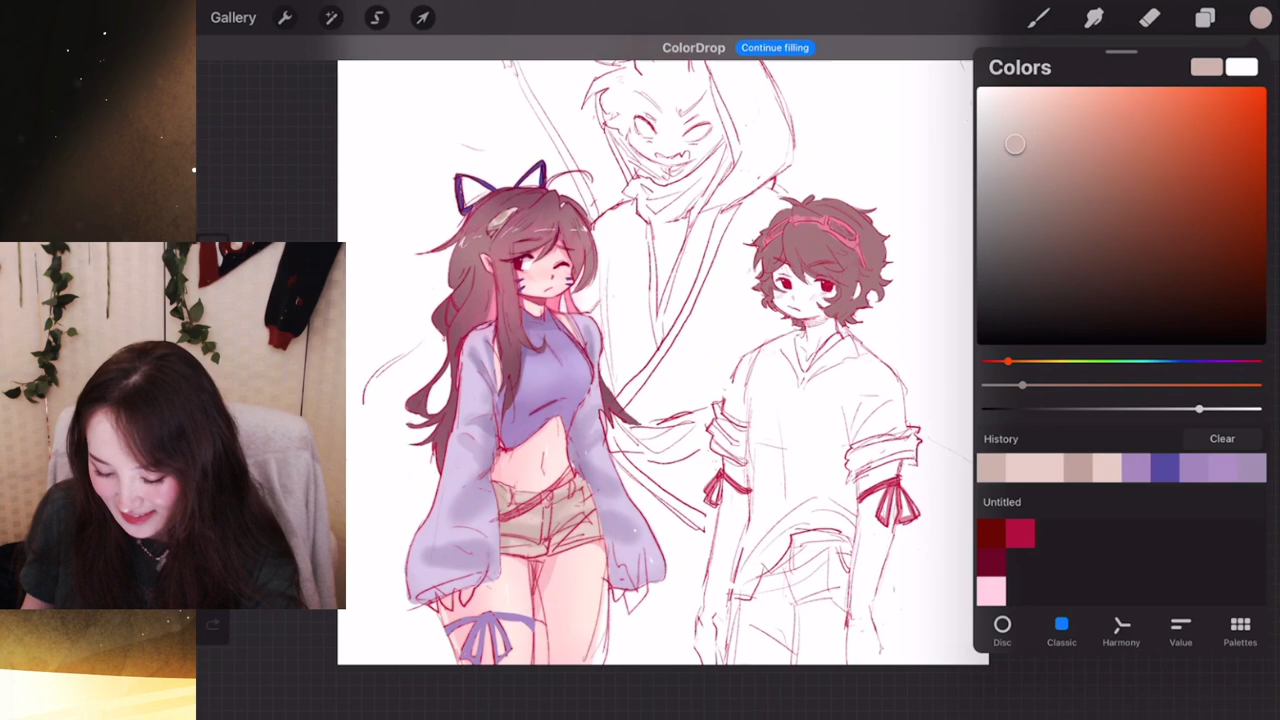 Gallery
ColorDrop Continue filling
Colors
History Clear
Untitled
Disc Classic Harmony Value Palettes